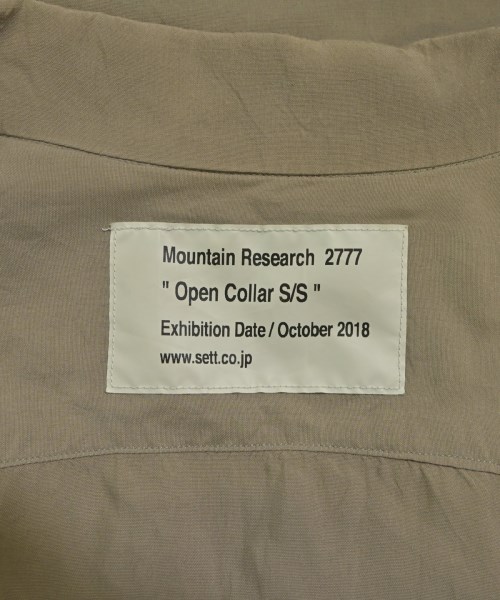 Mountain Research 2777
" Open Collar S/S "
Exhibition Date / October 2018
www.sett.co.jp